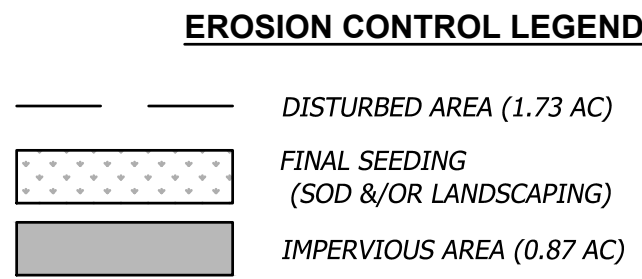 EROSION CONTROL LEGEND
DISTURBED AREA (1.73 AC)
FINAL SEEDING
(SOD &/OR LANDSCAPING)
IMPERVIOUS AREA (0.87 AC)